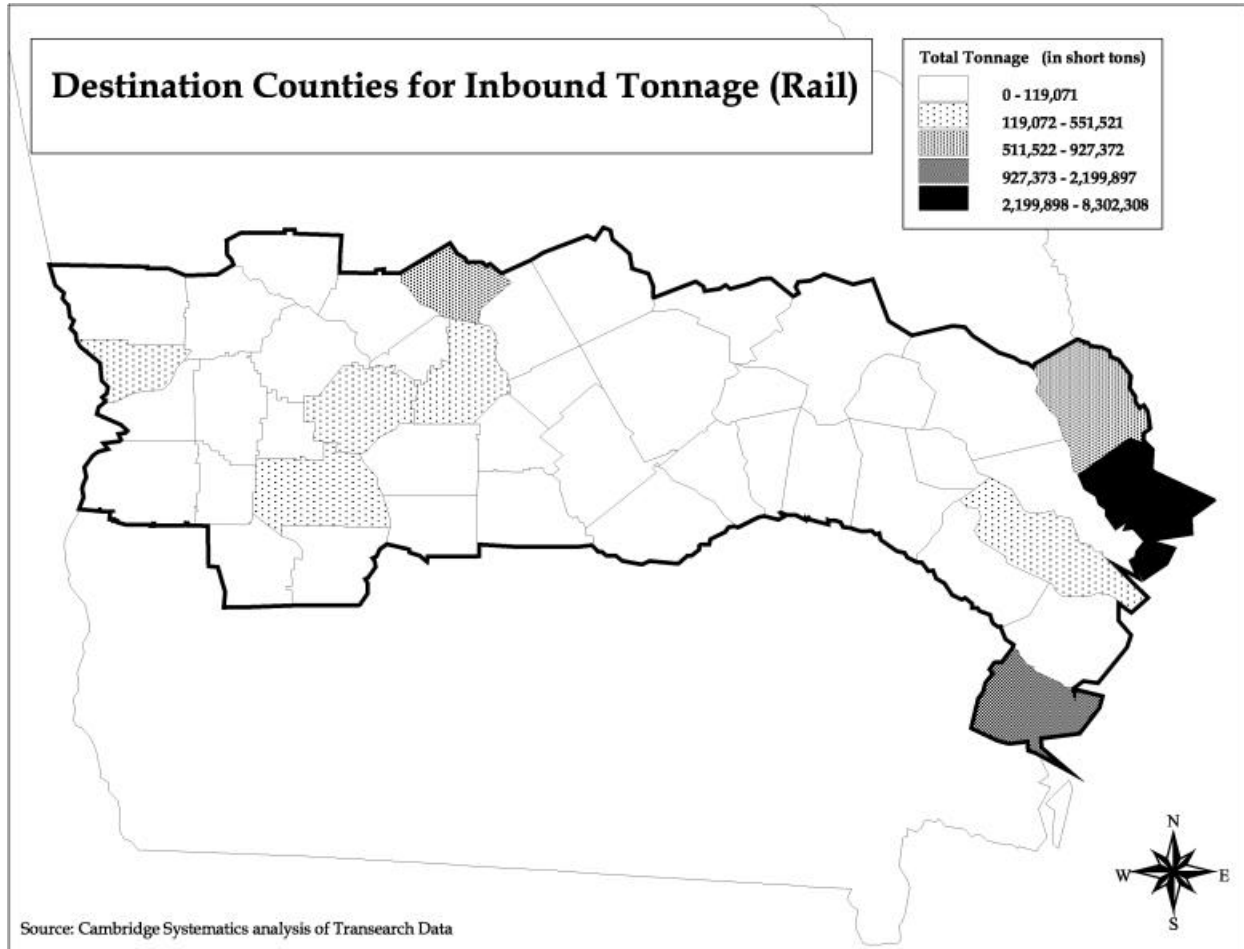 Destination Counties for Inbound Tonnage (Rail)
Total Tonnage (in short tons)
0 - 119,071
119,072 - 551,521
511,522 - 927,372
927,373 - 2,199,897
2,199,898 - 8,302,308
N
W E
S
Source: Cambridge Systematics analysis of Transearch Data